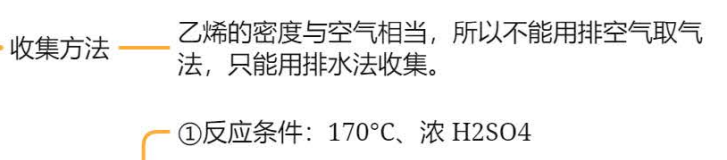 收集方法
乙烯的密度与空气相当，所以不能用排空气取气
法，只能用排水法收集。
①反应条件：170°C、浓 H2SO4